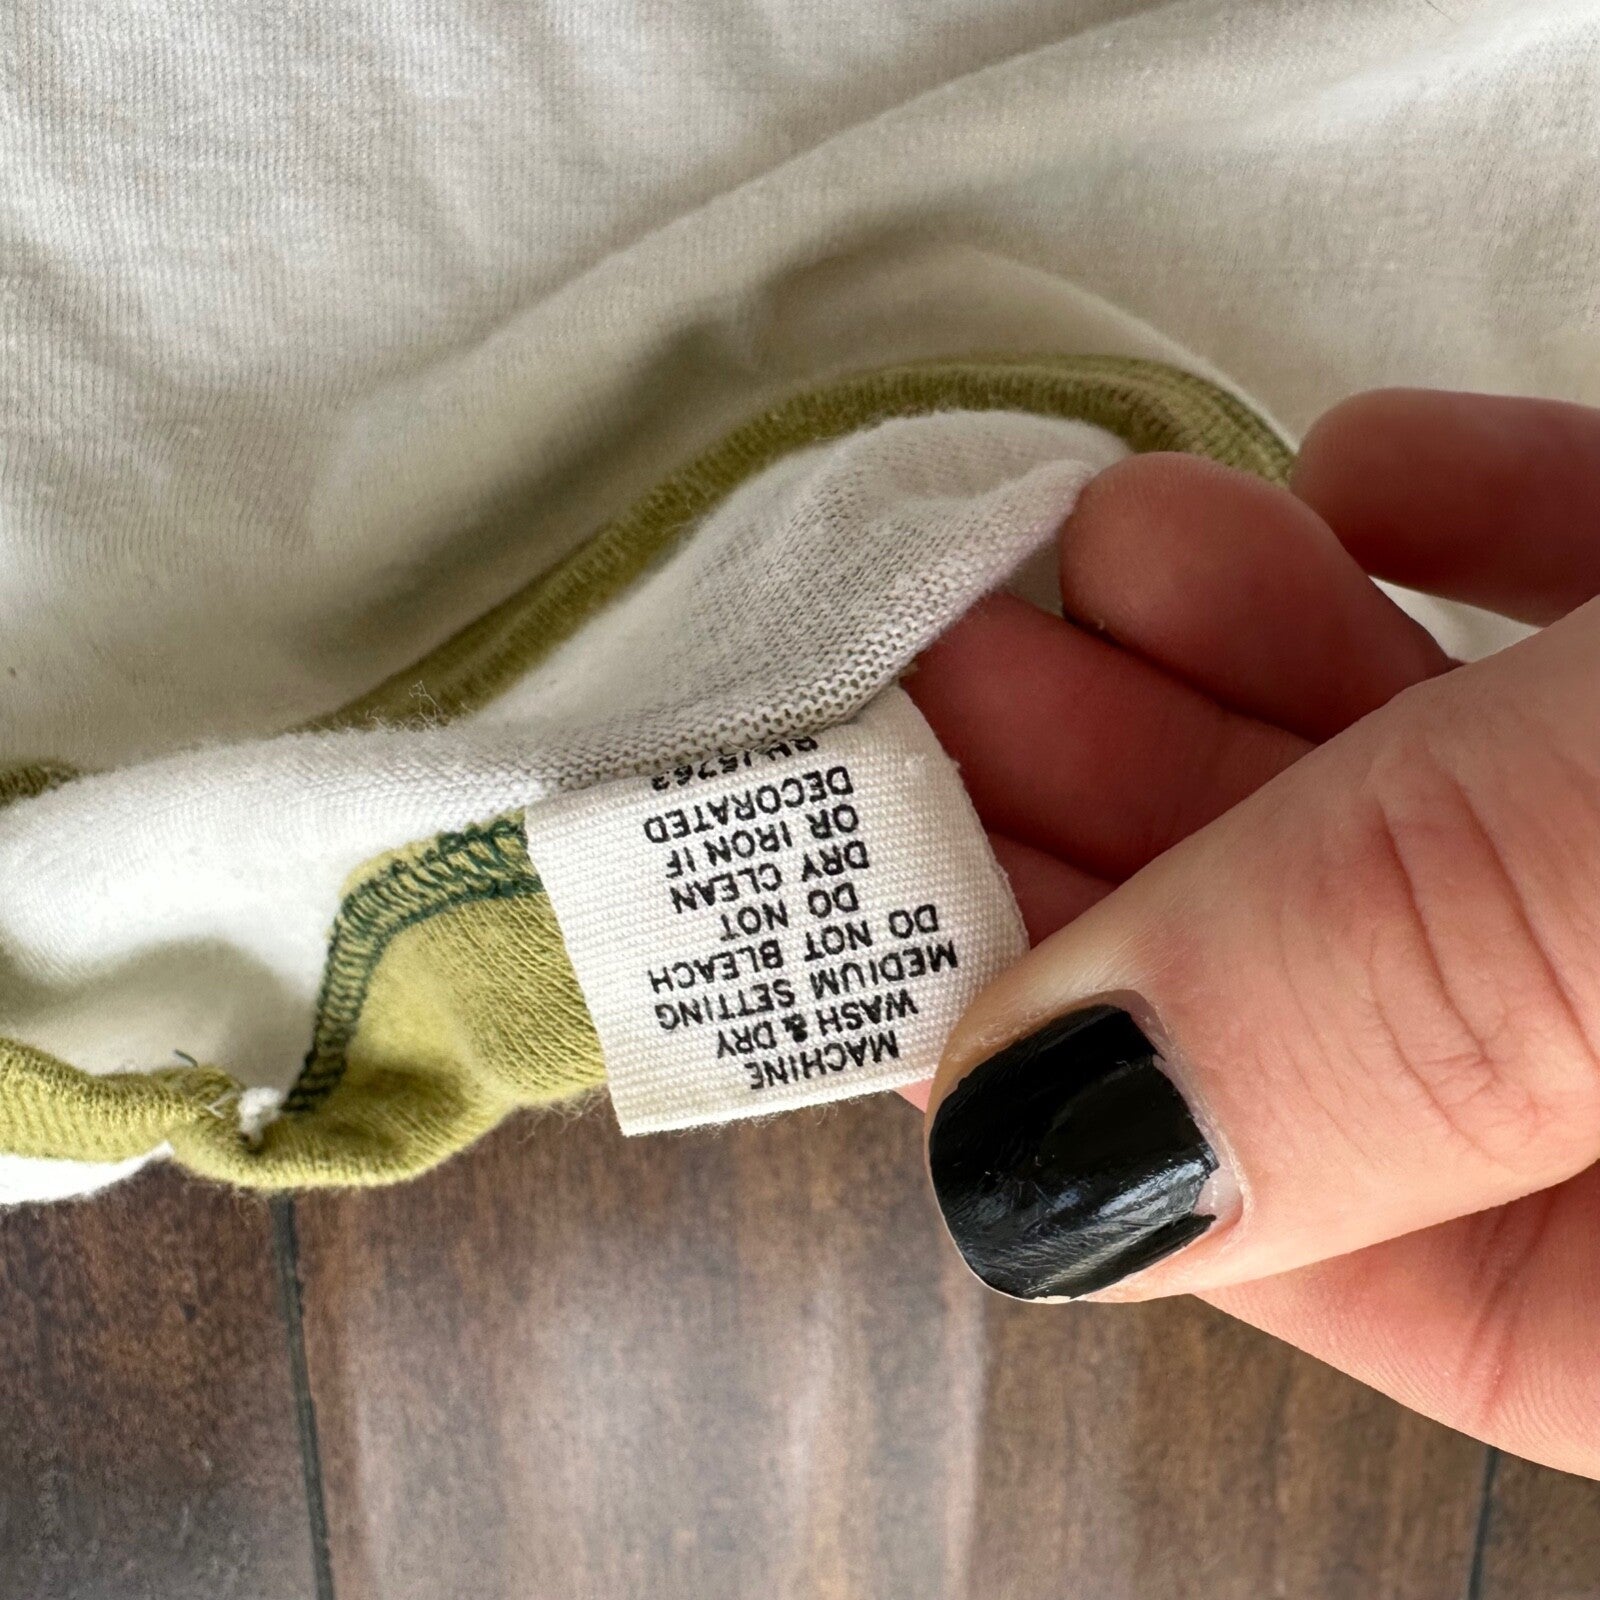 MACHINE
WASH & DRY
MEDIUM SETTING
DO NOT BLEACH
DO NOT
DRY CLEAN
OR IRON IF
DECORATED